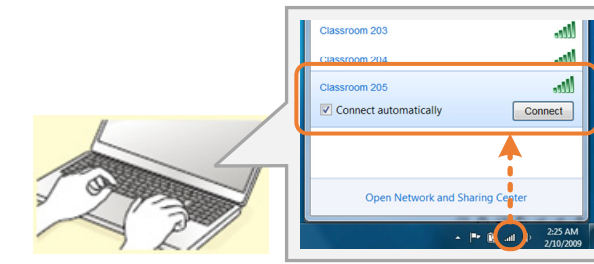 Classroom 203
Classroom 204
Classroom 205
Connect automatically
Connect
Open Network and Sharing Center
2:25 AM
2/10/2009